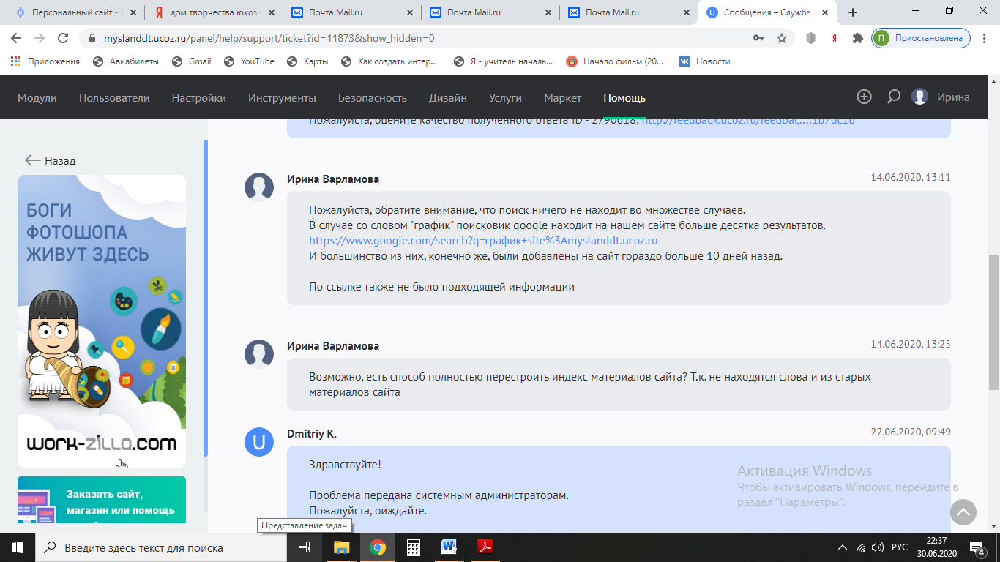 Персональный сайт - Г
дом творчества юкоз -
Почта Mail.ru
Почта Mail.ru
Почта Mail.ru
Сообщения – Служба
myslanddt.ucoz.ru/panel/help/support/ticket?id=11873&show_hidden=0
П Приостановлена
Приложения
Авиабилеты
Gmail
YouTube
Карты
Как создать интер...
Я - учитель началь...
Начало фильм (20...
Новости
Модули
Пользователи
Настройки
Инструменты
Безопасность
Дизайн
Услуги
Маркет
Помощь
Ирина
Пожалуйста, оцените качество полученного ответа ID - 2790618: http://feedback.ucoz.ru/feedbac....1b7dc1b
Назад
БОГИ
ФОТОШОПА
ЖИВУТ ЗДЕСЬ
work-zilla.com
Заказать сайт,
магазин или помощь
Ирина Варламова
14.06.2020, 13:11
Пожалуйста, обратите внимание, что поиск ничего не находит во множестве случаев.
В случае со словом "график" поисковик google находит на нашем сайте больше десятка результатов.
https://www.google.com/search?q=график+site%3Amyslanddt.ucoz.ru
И большинство из них, конечно же, были добавлены на сайт гораздо больше 10 дней назад.
По ссылке также не было подходящей информации
Ирина Варламова
14.06.2020, 13:25
Возможно, есть способ полностью перестроить индекс материалов сайта? Т.к. не находятся слова и из старых
материалов сайта
Dmitriy K.
22.06.2020, 09:49
Здравствуйте!
Проблема передана системным администраторам.
Пожалуйста, оиждайте.
Активация Windows
Чтобы активировать Windows, перейдите в
раздел "Параметры".
Представление задач
Введите здесь текст для поиска
РУС
22:37
30.06.2020
4